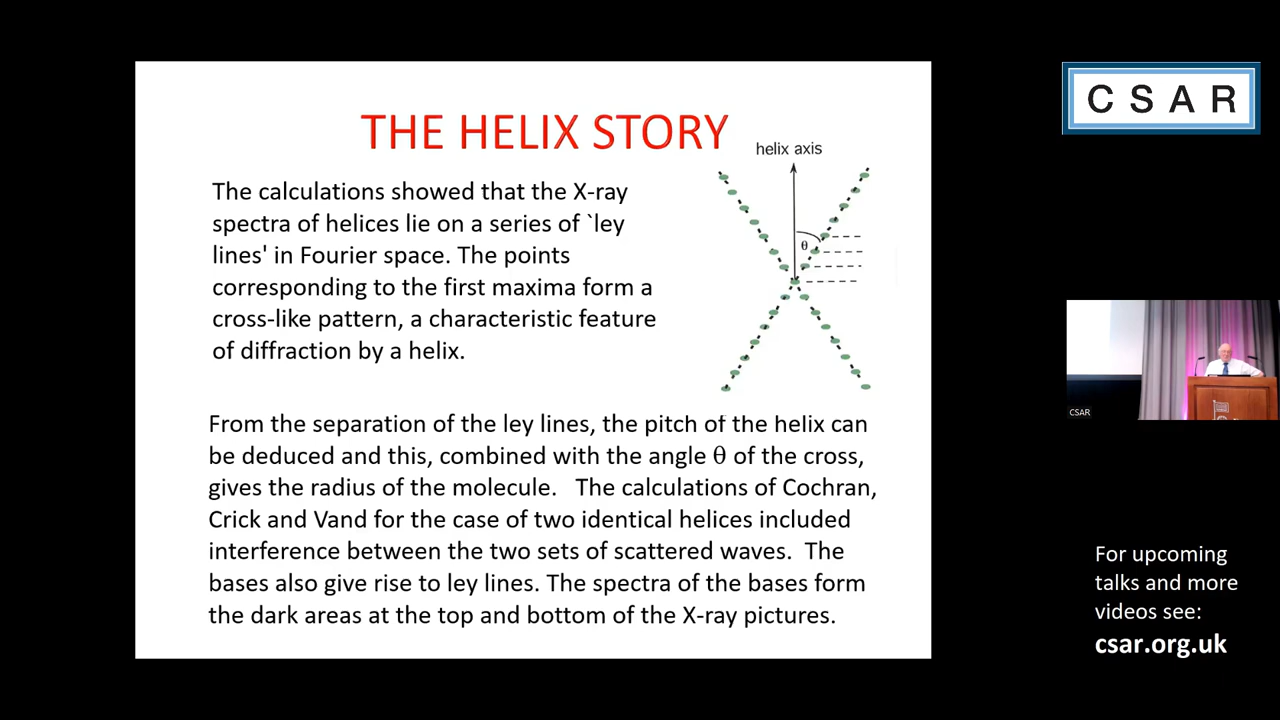 THE HELIX STORY
helix axis
θ
The calculations showed that the X-ray
spectra of helices lie on a series of `ley
lines' in Fourier space. The points
corresponding to the first maxima form a
cross-like pattern, a characteristic feature
of diffraction by a helix.
From the separation of the ley lines, the pitch of the helix can
be deduced and this, combined with the angle θ of the cross,
gives the radius of the molecule. The calculations of Cochran,
Crick and Vand for the case of two identical helices included
interference between the two sets of scattered waves. The
bases also give rise to ley lines. The spectra of the bases form
the dark areas at the top and bottom of the X-ray pictures.
CSAR
CSAR
For upcoming
talks and more
videos see:
csar.org.uk